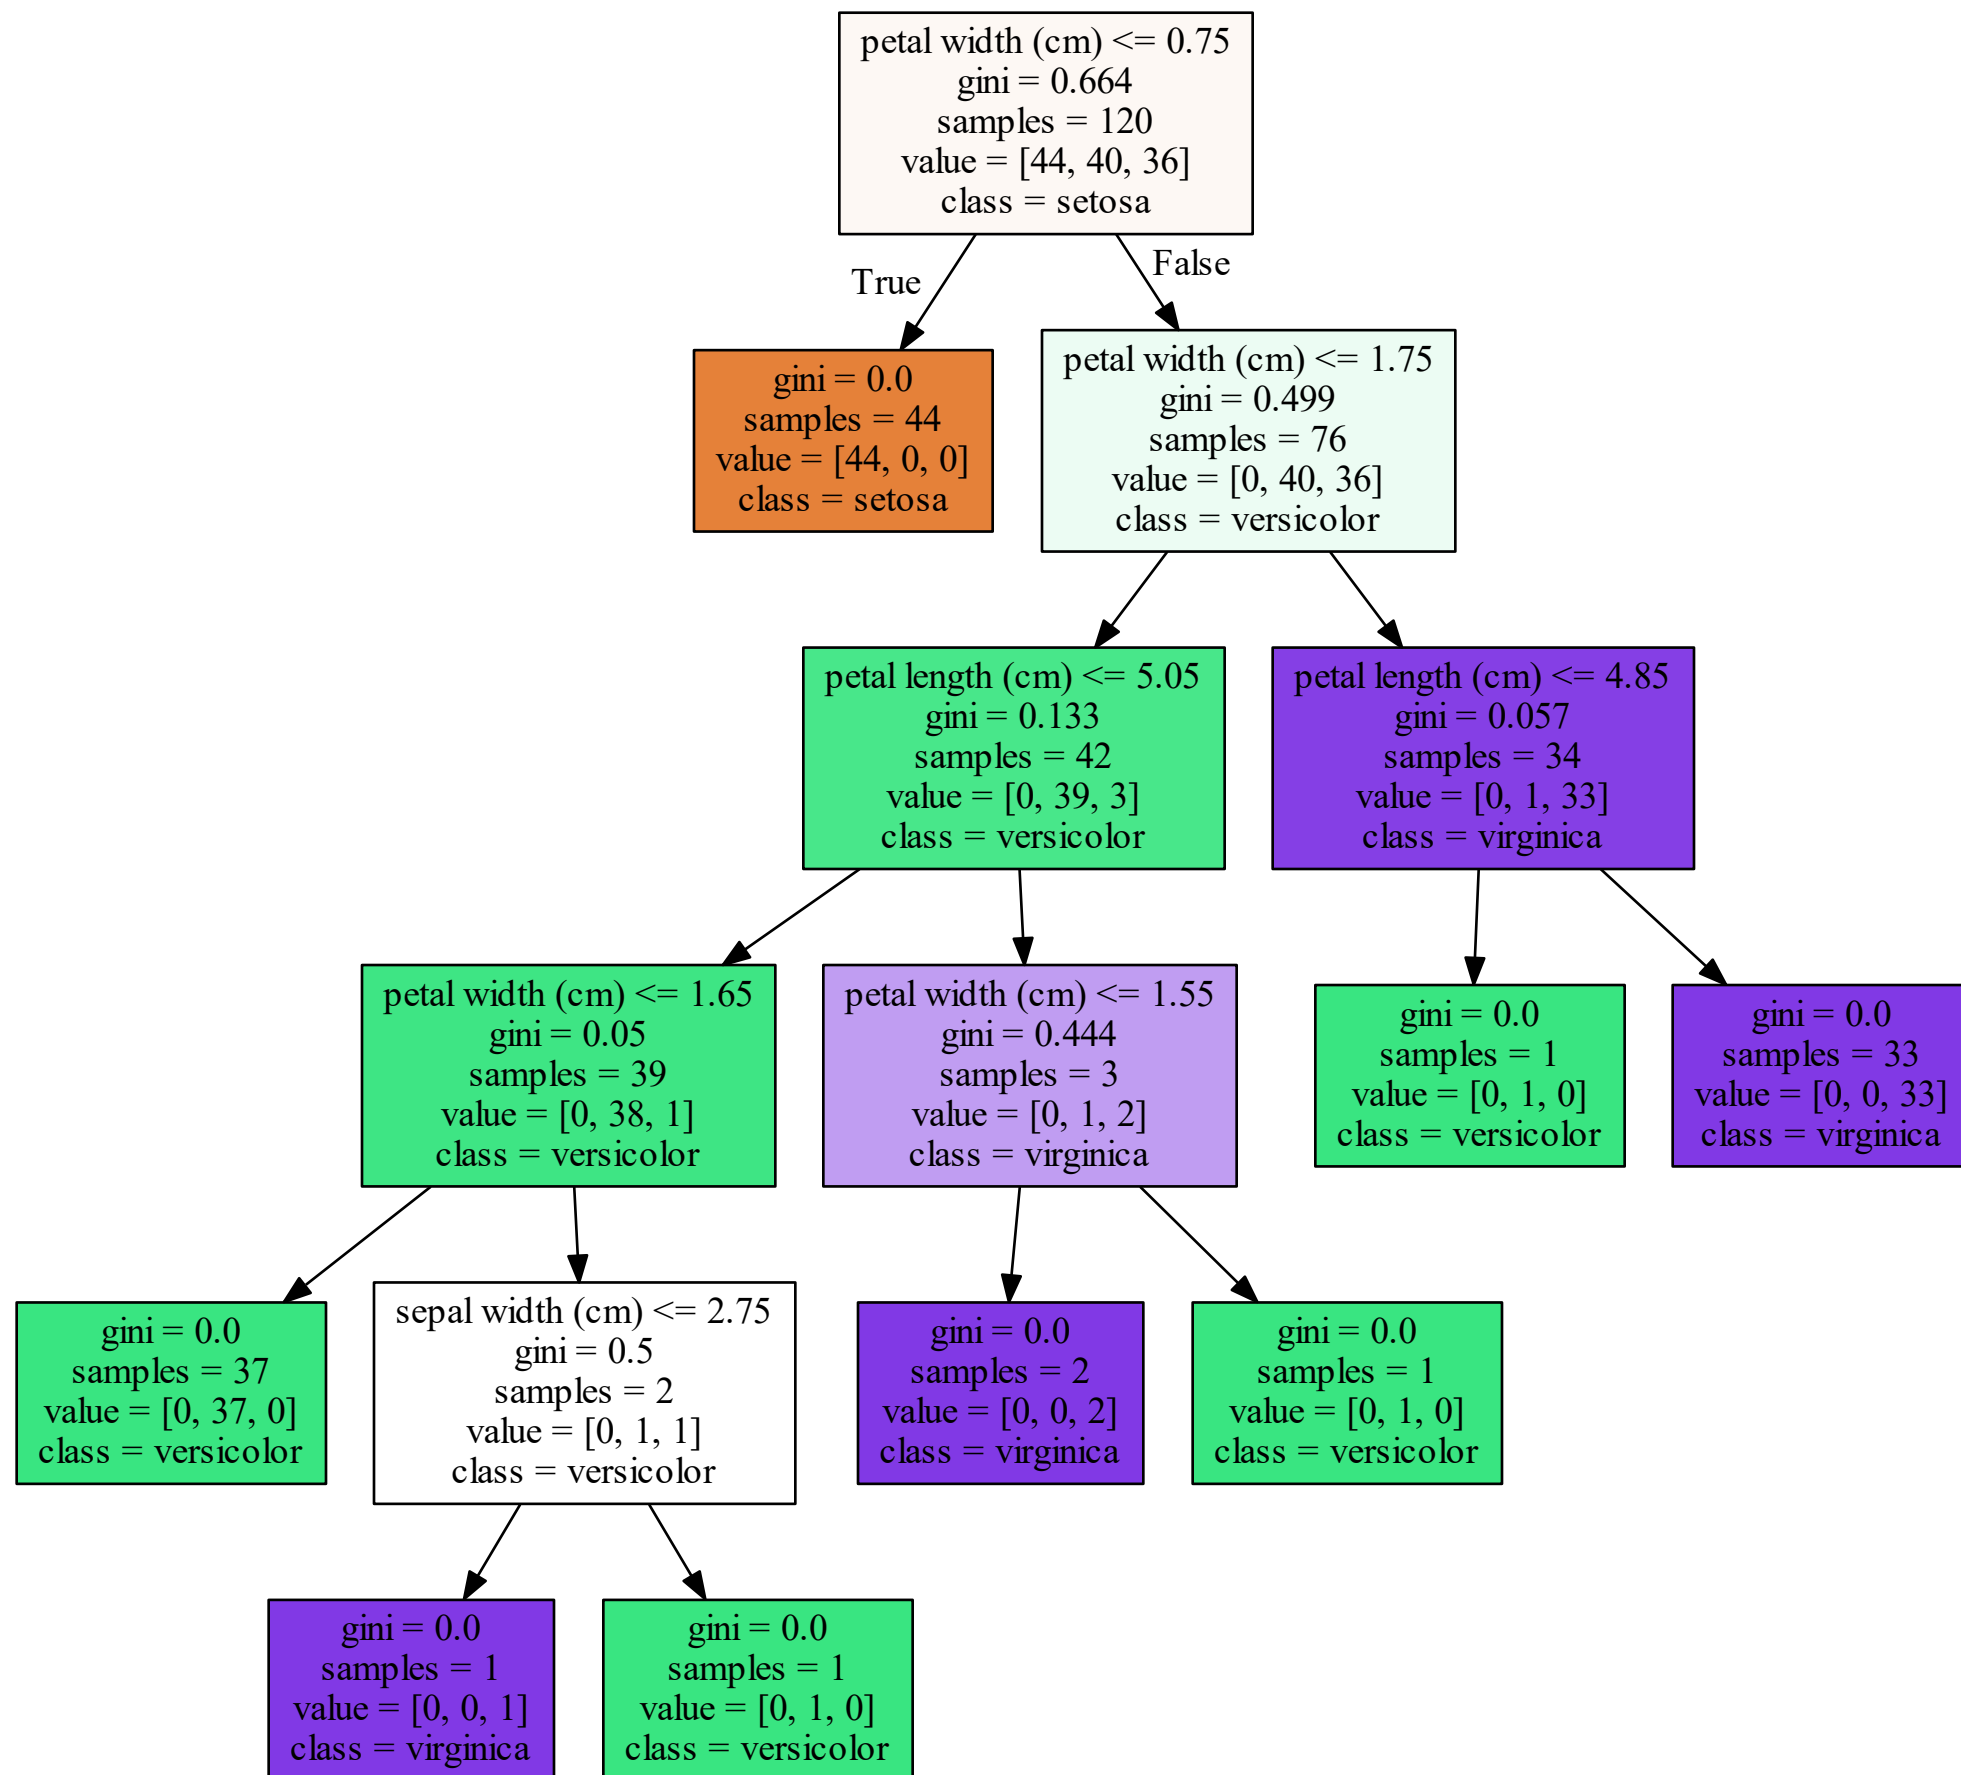 petal width (cm) <= 0.75
gini = 0.664
samples = 120
value = [44, 40, 36]
class = setosa
True
False
gini = 0.0
samples = 44
value = [44, 0, 0]
class = setosa
petal width (cm) <= 1.75
gini = 0.499
samples = 76
value = [0, 40, 36]
class = versicolor
petal length (cm) <= 5.05
gini = 0.133
samples = 42
value = [0, 39, 3]
class = versicolor
petal length (cm) <= 4.85
gini = 0.057
samples = 34
value = [0, 1, 33]
class = virginica
petal width (cm) <= 1.65
gini = 0.05
samples = 39
value = [0, 38, 1]
class = versicolor
petal width (cm) <= 1.55
gini = 0.444
samples = 3
value = [0, 1, 2]
class = virginica
gini = 0.0
samples = 1
value = [0, 1, 0]
class = versicolor
gini = 0.0
samples = 33
value = [0, 0, 33]
class = virginica
gini = 0.0
samples = 37
value = [0, 37, 0]
class = versicolor
sepal width (cm) <= 2.75
gini = 0.5
samples = 2
value = [0, 1, 1]
class = versicolor
gini = 0.0
samples = 2
value = [0, 0, 2]
class = virginica
gini = 0.0
samples = 1
value = [0, 1, 0]
class = versicolor
gini = 0.0
samples = 1
value = [0, 0, 1]
class = virginica
gini = 0.0
samples = 1
value = [0, 1, 0]
class = versicolor